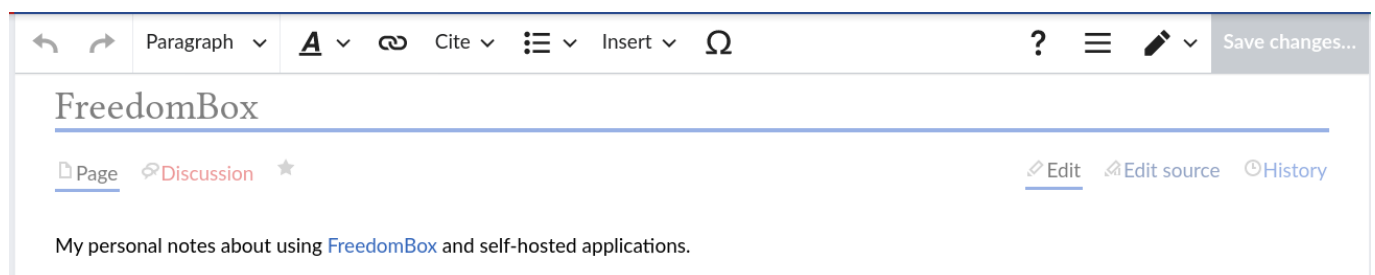 Paragraph A Cite Insert Ω ? Save changes...
FreedomBox
Page Discussion Edit Edit source History
My personal notes about using FreedomBox and self-hosted applications.